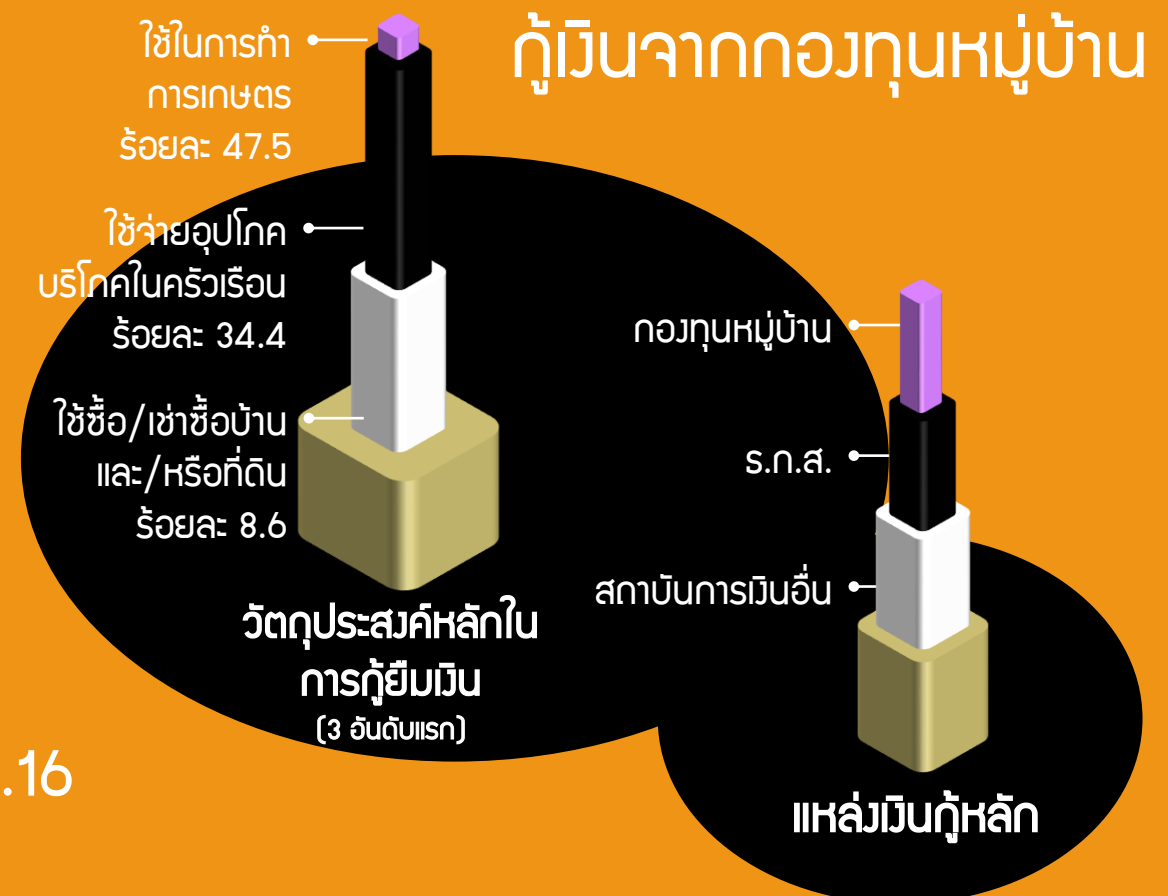 กู้เงินจากกองทุนหมู่บ้าน
ใช้ในการทำ
การเกษตร
ร้อยละ 47.5
ใช้จ่ายอุปโภค
บริโภคในครัวเรือน
ร้อยละ 34.4
ใช้ซื้อ/เช่าซื้อบ้าน
และ/หรือที่ดิน
ร้อยละ 8.6
วัตถุประสงค์หลักใน
การกู้ยืมเงิน
(3 อันดับแรก)
กองทุนหมู่บ้าน
ธ.ก.ส.
สถาบันการเงินอื่น
แหล่งเงินกู้หลัก
.16